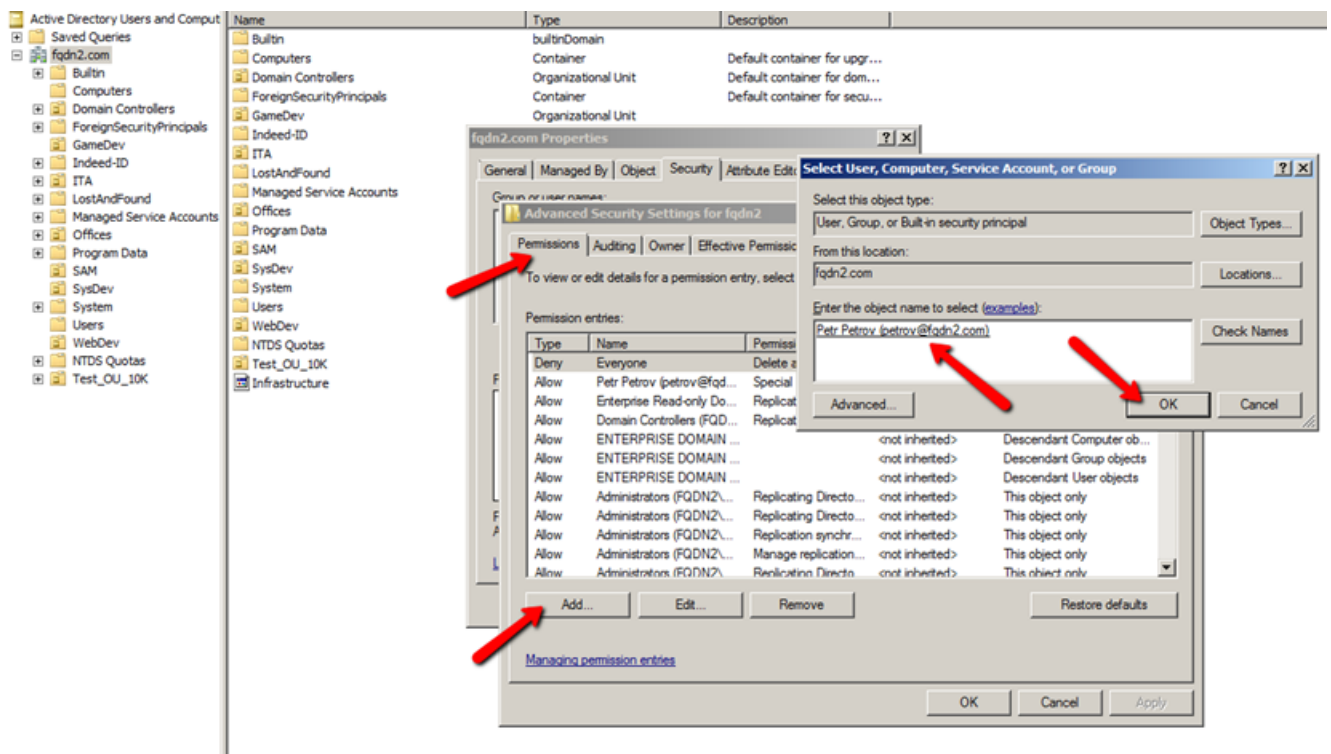 Active Directory Users and Comput
Saved Queries
fqdn2.com
Builtin
Computers
Domain Controllers
ForeignSecurityPrincipals
GameDev
Indeed-ID
ITA
LostAndFound
Managed Service Accounts
Offices
Program Data
SAM
SysDev
System
Users
WebDev
NTDS Quotas
Test_OU_10K
Name Type Description
Builtin builtinDomain
Computers Container Default container for upgr...
Domain Controllers Organizational Unit Default container for dom...
ForeignSecurityPrincipals Container Default container for secu...
GameDev Organizational Unit
Indeed-ID
ITA
LostAndFound
Managed Service Accounts
Offices
Program Data
SAM
SysDev
System
Users
WebDev
NTDS Quotas
Test_OU_10K
Infrastructure
fqdn2.com Properties
General Managed By Object Security Attribute Edito
Group or user names:
Advanced Security Settings for fqdn2
Permissions Auditing Owner Effective Permissio
To view or edit details for a permission entry, select
Permission entries:
Type Name Permissi
Deny Everyone Delete a
Allow Petr Petrov (petrov@fqd... Special
Allow Enterprise Read-only Do... Replicat
Allow Domain Controllers (FQD... Replicat
Allow ENTERPRISE DOMAIN ... <not inherited> Descendant Computer ob...
Allow ENTERPRISE DOMAIN ... <not inherited> Descendant Group objects
Allow ENTERPRISE DOMAIN ... <not inherited> Descendant User objects
Allow Administrators (FQDN2\... Replicating Directo... <not inherited> This object only
Allow Administrators (FQDN2\... Replicating Directo... <not inherited> This object only
Allow Administrators (FQDN2\... Replication synchr... <not inherited> This object only
Allow Administrators (FQDN2\... Manage replication... <not inherited> This object only
Allow Administrators (FQDN2\ Replicating Directo <not inherited> This object only
Add... Edit... Remove Restore defaults
Managing permission entries
OK Cancel Apply
Select User, Computer, Service Account, or Group
Select this object type:
User, Group, or Built-in security principal Object Types...
From this location:
fqdn2.com Locations...
Enter the object name to select (examples):
Petr Petrov (petrov@fqdn2.com) Check Names
Advanced... OK Cancel